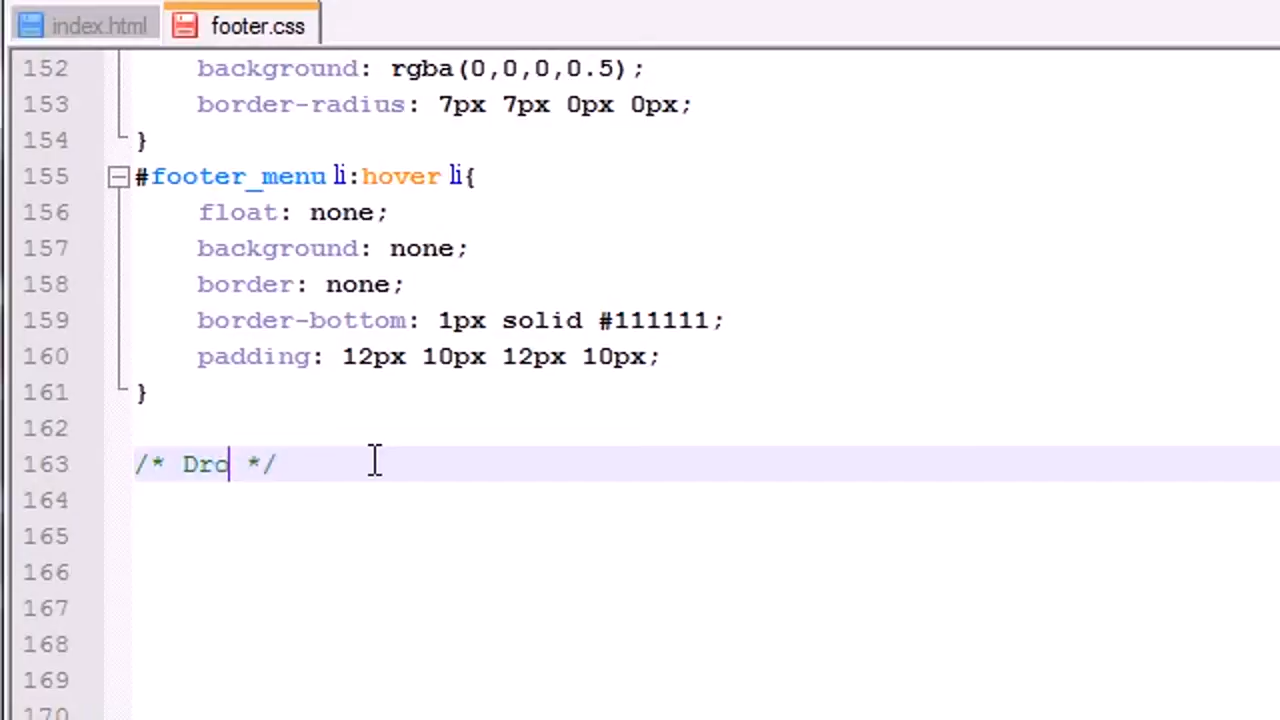 index.html footer.css
152 background: rgba(0,0,0,0.5);
153 border-radius: 7px 7px 0px 0px;
154 }
155 #footer_menu li:hover li{
156 float: none;
157 background: none;
158 border: none;
159 border-bottom: 1px solid #111111;
160 padding: 12px 10px 12px 10px;
161 }
162
163 /* Dro */
164
165
166
167
168
169
170